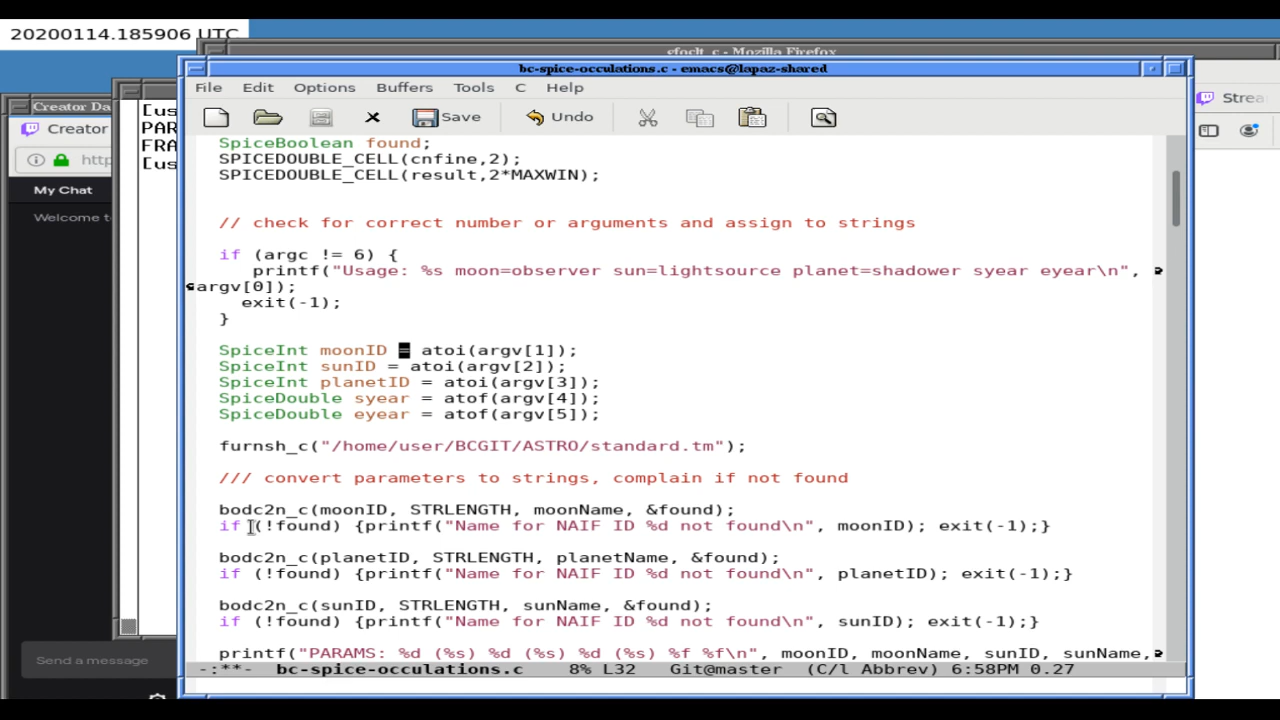 20200114.185906 UTC
cfoclt_c - Mozilla Firefox
bc-spice-occulations.c - emacs@lapaz-shared
File Edit Options Buffers Tools C Help
Creator Da
[us
Strea
Creator
PAR
Save
Undo
FRA
http
[us
My Chat
Welcome t
SpiceBoolean found;
SPICEDOUBLE_CELL(cnfine,2);
SPICEDOUBLE_CELL(result,2*MAXWIN);
// check for correct number or arguments and assign to strings
if (argc != 6) {
printf("Usage: %s moon=observer sun=lightsource planet=shadower syear eyear\n",
argv[0]);
exit(-1);
}
SpiceInt moonID = atoi(argv[1]);
SpiceInt sunID = atoi(argv[2]);
SpiceInt planetID = atoi(argv[3]);
SpiceDouble syear = atof(argv[4]);
SpiceDouble eyear = atof(argv[5]);
furnsh_c("/home/user/BCGIT/ASTRO/standard.tm");
/// convert parameters to strings, complain if not found
bodc2n_c(moonID, STRLENGTH, moonName, &found);
if (!found) {printf("Name for NAIF ID %d not found\n", moonID); exit(-1);}
bodc2n_c(planetID, STRLENGTH, planetName, &found);
if (!found) {printf("Name for NAIF ID %d not found\n", planetID); exit(-1);}
bodc2n_c(sunID, STRLENGTH, sunName, &found);
if (!found) {printf("Name for NAIF ID %d not found\n", sunID); exit(-1);}
printf("PARAMS: %d (%s) %d (%s) %d (%s) %f %f\n", moonID, moonName, sunID, sunName,
Send a message
-:**- bc-spice-occulations.c 8% L32 Git@master (C/l Abbrev) 6:58PM 0.27